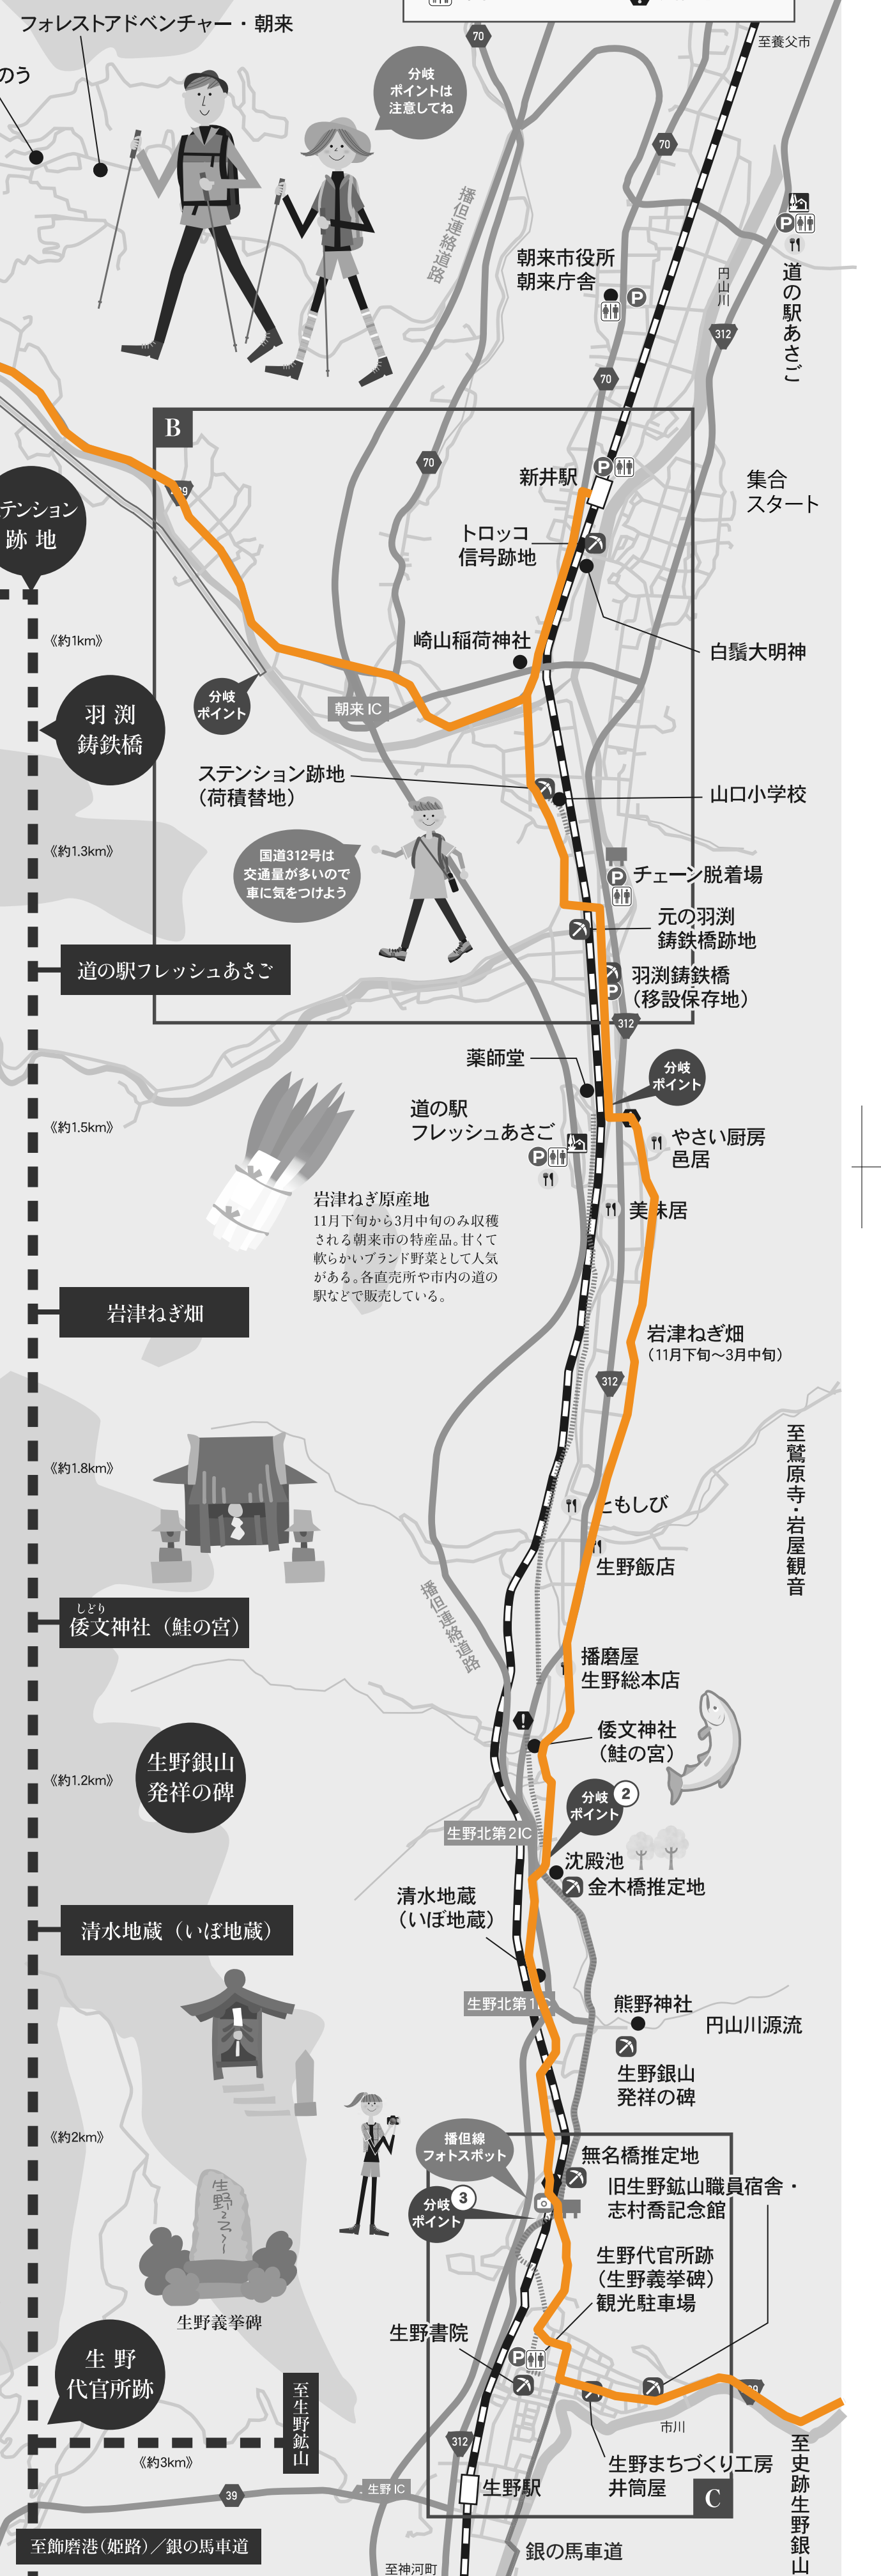 フォレストアドベンチャー・朝来
のう
分岐
ポイントは
注意してね
70
至養父市
70
播但連絡道路
朝来市役所
朝来庁舎
P
円山川
P
道の駅あさご
312
70
B
70
新井駅
P
集合
スタート
テンション
跡地
トロッコ
信号跡地
《約1km》
崎山稲荷神社
白鬚大明神
羽渕
鋳鉄橋
分岐
ポイント
朝来IC
ステンション跡地
（荷積替地）
山口小学校
《約1.3km》
国道312号は
交通量が多いので
車に気をつけよう
P
チェーン脱着場
元の羽渕
鋳鉄橋跡地
道の駅フレッシュあさご
羽渕鋳鉄橋
（移設保存地）
P
312
薬師堂
分岐
ポイント
《約1.5km》
道の駅
フレッシュあさご
P
やさい厨房
邑居
岩津ねぎ原産地
11月下旬から3月中旬のみ収穫
される朝来市の特産品。甘くて
軟らかいブランド野菜として人気
がある。各直売所や市内の道の
駅などで販売している。
美味居
岩津ねぎ畑
岩津ねぎ畑
（11月下旬〜3月中旬）
312
至鷲原寺・岩屋観音
《約1.8km》
ともしび
生野飯店
播但連絡道路
しどり
倭文神社（鮭の宮）
播磨屋
生野総本店
生野銀山
発祥の碑
倭文神社
（鮭の宮）
《約1.2km》
分岐
ポイント
2
生野北第2IC
沈殿池
金木橋推定地
清水地蔵
（いぼ地蔵）
清水地蔵（いぼ地蔵）
生野北第1IC
熊野神社
円山川源流
生野銀山
発祥の碑
《約2km》
播但線
フォトスポット
無名橋推定地
分岐
ポイント
3
旧生野鉱山職員宿舎・
志村喬記念館
生野代官所跡
（生野義挙碑）
観光駐車場
生野義挙碑
生野書院
P
生野
代官所跡
至生野鉱山
市川
《約3km》
312
生野まちづくり工房
井筒屋
至史跡生野銀山
39
生野IC
生野駅
C
至飾磨港（姫路）／銀の馬車道
銀の馬車道
至神河町